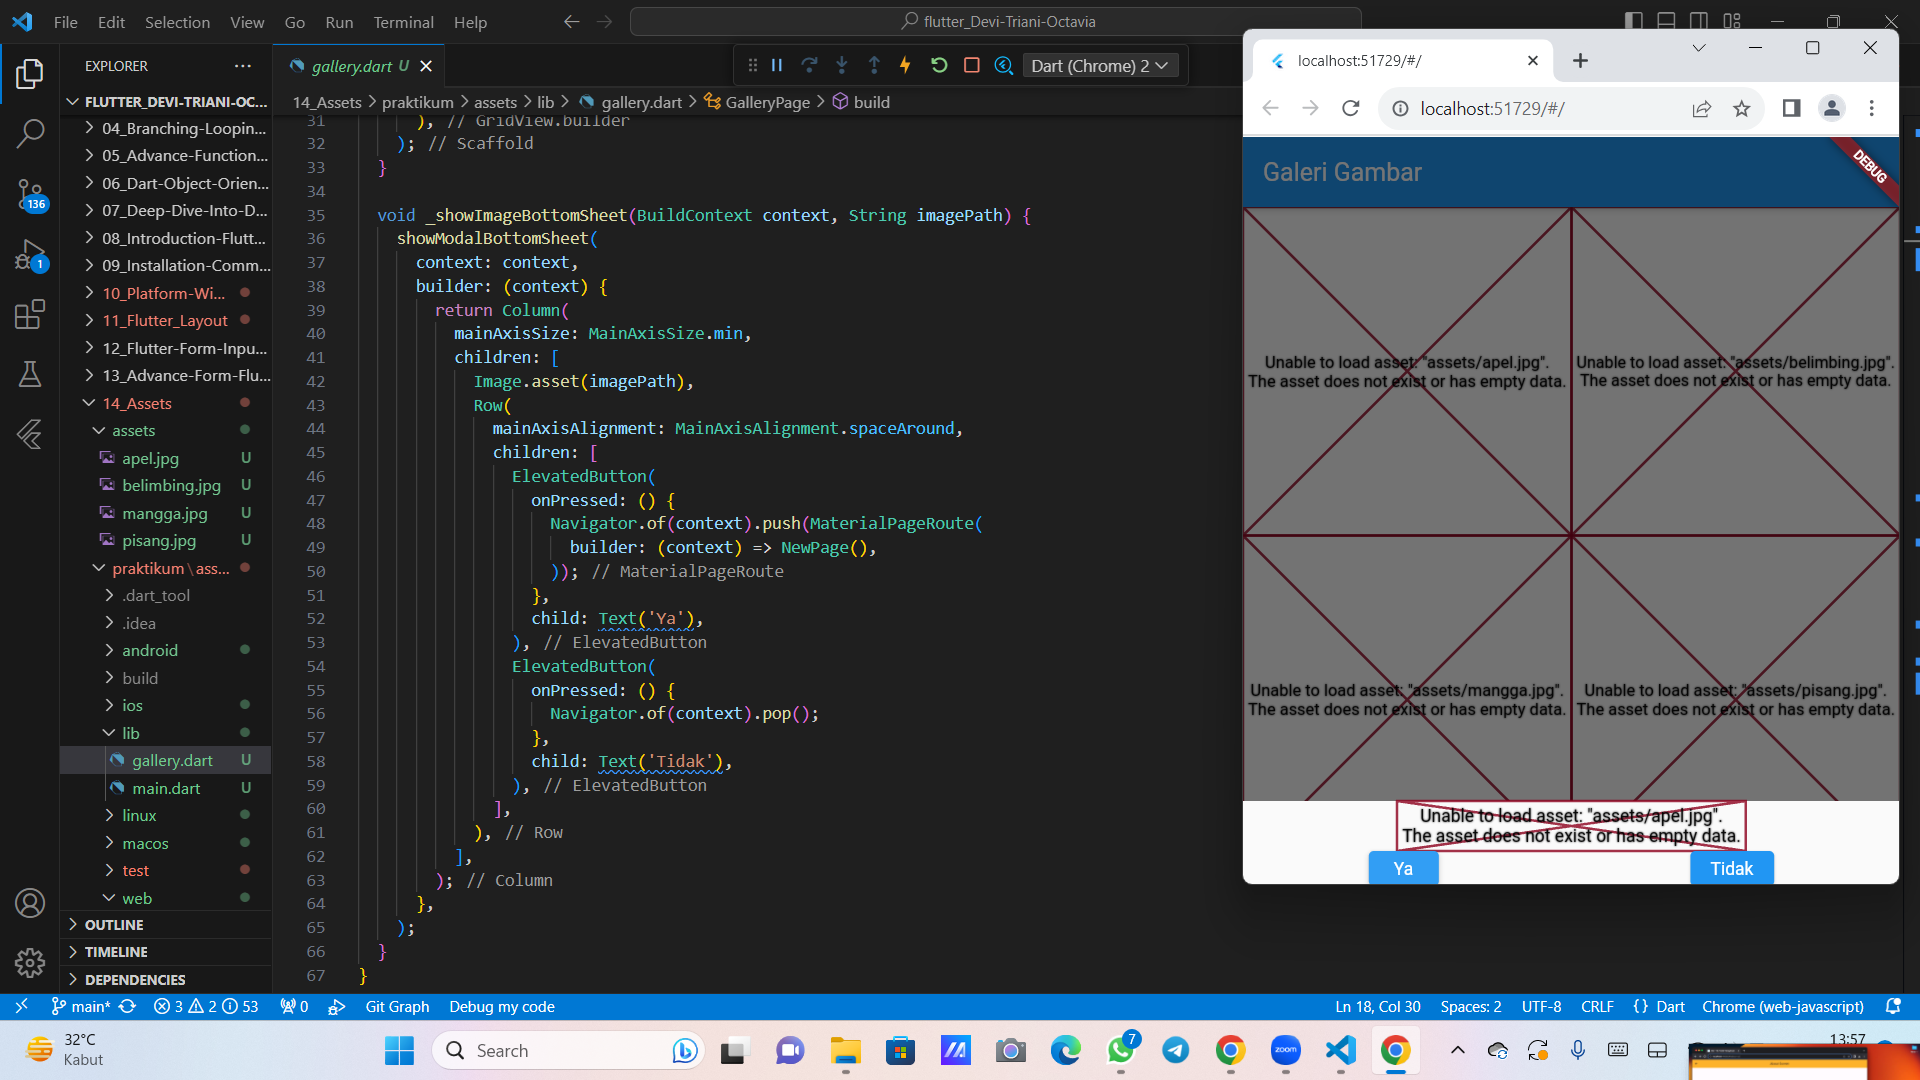 File Edit Selection View Go Run Terminal Help
flutter_Devi-Triani-Octavia
EXPLORER
FLUTTER_DEVI-TRIANI-OC...
04_Branching-Loopin...
05_Advance-Function...
06_Dart-Object-Orien...
07_Deep-Dive-Into-D...
08_Introduction-Flutt...
09_Installation-Comm...
10_Platform-Wi...
11_Flutter_Layout
12_Flutter-Form-Inpu...
13_Advance-Form-Flu...
14_Assets
assets
apel.jpg U
belimbing.jpg U
mangga.jpg U
pisang.jpg U
praktikum\ass...
.dart_tool
.idea
android
build
ios
lib
gallery.dart U
main.dart U
linux
macos
test
web
OUTLINE
TIMELINE
DEPENDENCIES
136
1
gallery.dart U
Dart (Chrome) 2
14_Assets > praktikum > assets > lib > gallery.dart > GalleryPage > build
31 ), // GridView.builder
32 ); // Scaffold
33 }
34
35 void _showImageBottomSheet(BuildContext context, String imagePath) {
36 showModalBottomSheet(
37 context: context,
38 builder: (context) {
39 return Column(
40 mainAxisSize: MainAxisSize.min,
41 children: [
42 Image.asset(imagePath),
43 Row(
44 mainAxisAlignment: MainAxisAlignment.spaceAround,
45 children: [
46 ElevatedButton(
47 onPressed: () {
48 Navigator.of(context).push(MaterialPageRoute(
49 builder: (context) => NewPage(),
50 )); // MaterialPageRoute
51 },
52 child: Text('Ya'),
53 ), // ElevatedButton
54 ElevatedButton(
55 onPressed: () {
56 Navigator.of(context).pop();
57 },
58 child: Text('Tidak'),
59 ), // ElevatedButton
60 ],
61 ), // Row
62 ],
63 ); // Column
64 },
65 );
66 }
67 }
localhost:51729/#/
localhost:51729/#/
Galeri Gambar
DEBUG
Unable to load asset: "assets/apel.jpg".
The asset does not exist or has empty data.
Unable to load asset: "assets/belimbing.jpg".
The asset does not exist or has empty data.
Unable to load asset: "assets/mangga.jpg".
The asset does not exist or has empty data.
Unable to load asset: "assets/pisang.jpg".
The asset does not exist or has empty data.
Unable to load asset: "assets/apel.jpg".
The asset does not exist or has empty data.
Ya Tidak
main* 3 2 53 0 Git Graph Debug my code
Ln 18, Col 30 Spaces: 2 UTF-8 CRLF {} Dart Chrome (web-javascript)
32°C
Kabut
Search
zoom
7
13:57